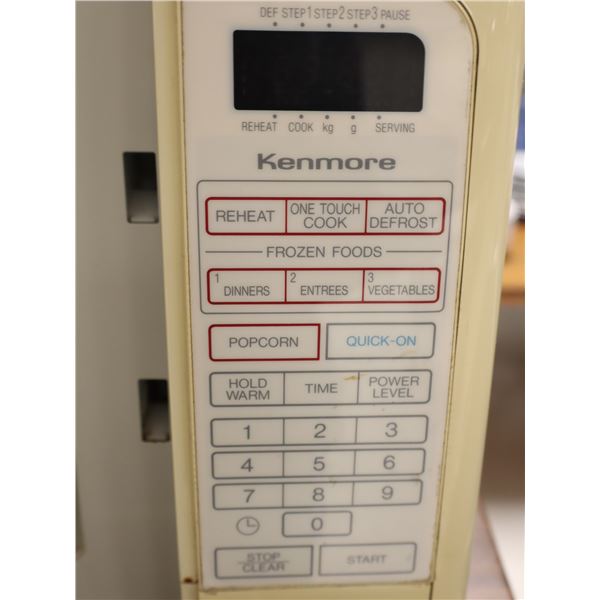 DEF STEP1 STEP2 STEP3 PAUSE
REHEAT COOK kg g SERVING
Kenmore
REHEAT ONE TOUCH COOK AUTO DEFROST
FROZEN FOODS
1 DINNERS 2 ENTREES 3 VEGETABLES
POPCORN QUICK-ON
HOLD WARM TIME POWER LEVEL
1 2 3
4 5 6
7 8 9
0
STOP CLEAR START